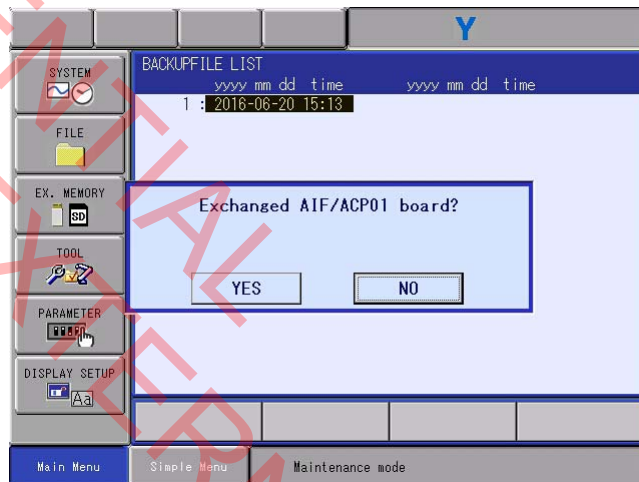 Y
SYSTEM
FILE
EX. MEMORY
SD
TOOL
PARAMETER
DISPLAY SETUP
Aa
BACKUPFILE LIST
yyyy mm dd time yyyy mm dd time
1 : 2016-06-20 15:13
Exchanged AIF/ACP01 board?
YES NO
Main Menu Simple Menu Maintenance mode